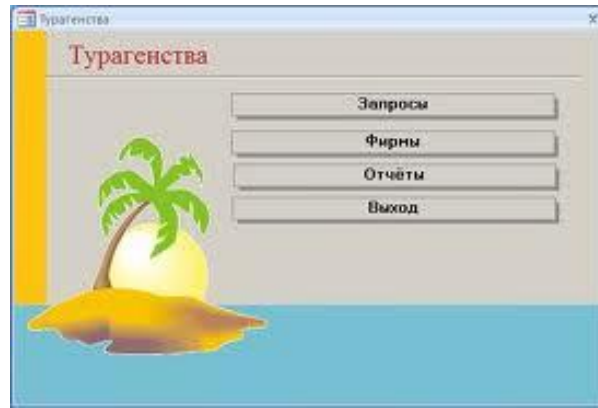 Турагенства
Турагенства
Запросы
Фирмы
Отчёты
Выход